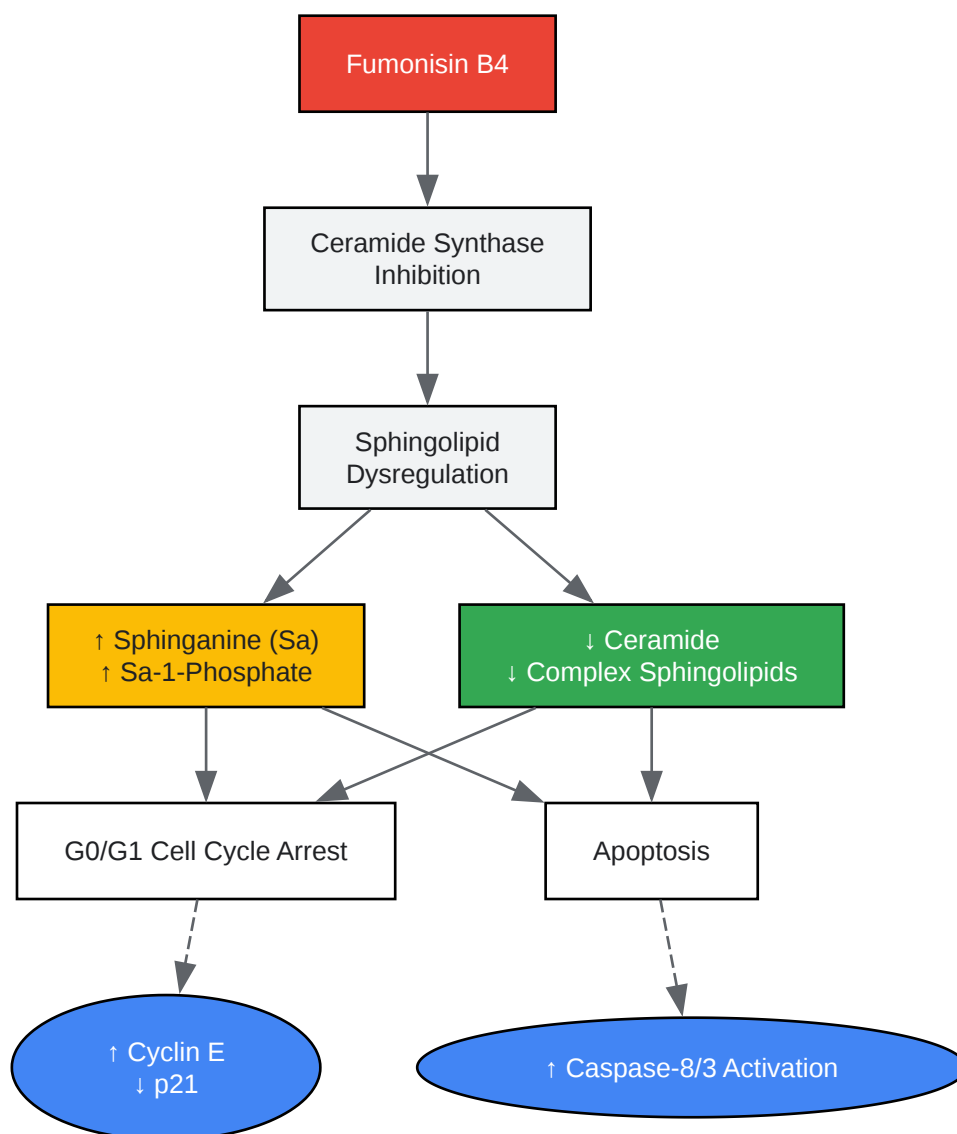 Fumonisin B4
Ceramide Synthase
Inhibition
Sphingolipid
Dysregulation
↑ Sphinganine (Sa)
↑ Sa-1-Phosphate
↓ Ceramide
↓ Complex Sphingolipids
G0/G1 Cell Cycle Arrest
Apoptosis
↑ Cyclin E
↓ p21
↑ Caspase-8/3 Activation